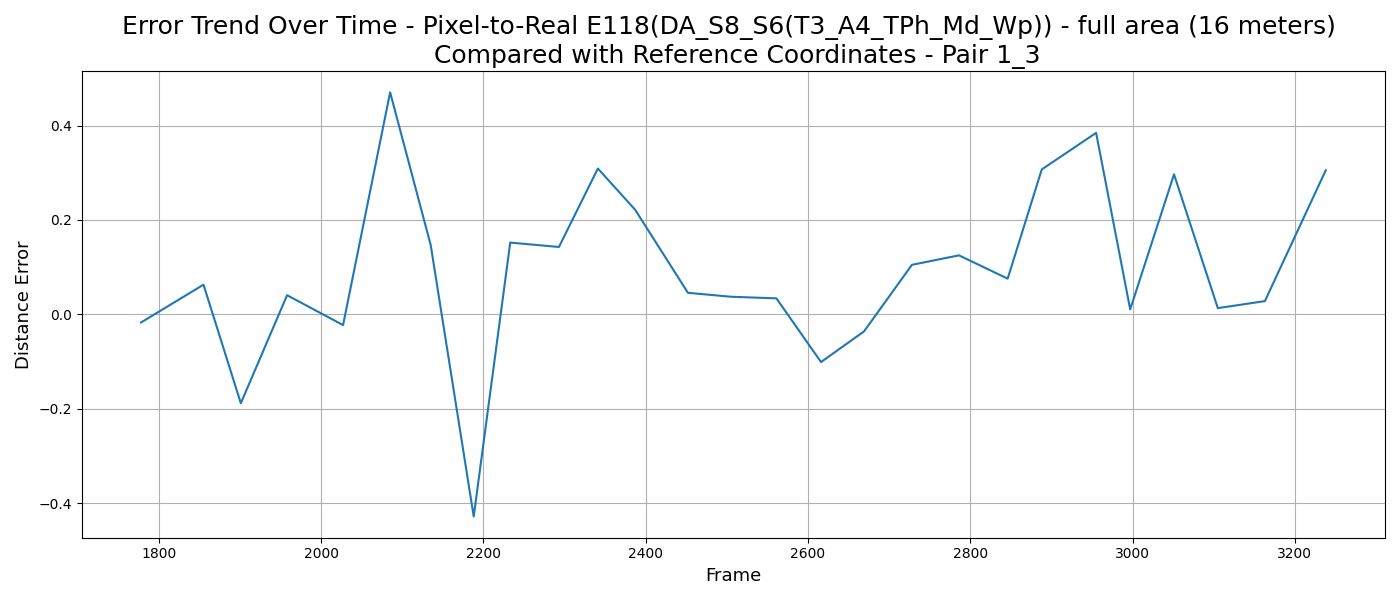 Error Trend Over Time - Pixel-to-Real E118(DA_S8_S6(T3_A4_TPh_Md_Wp)) - full area (16 meters)
Compared with Reference Coordinates - Pair 1_3
Distance Error
0.4
0.2
0.0
−0.2
−0.4
1800 2000 2200 2400 2600 2800 3000 3200
Frame